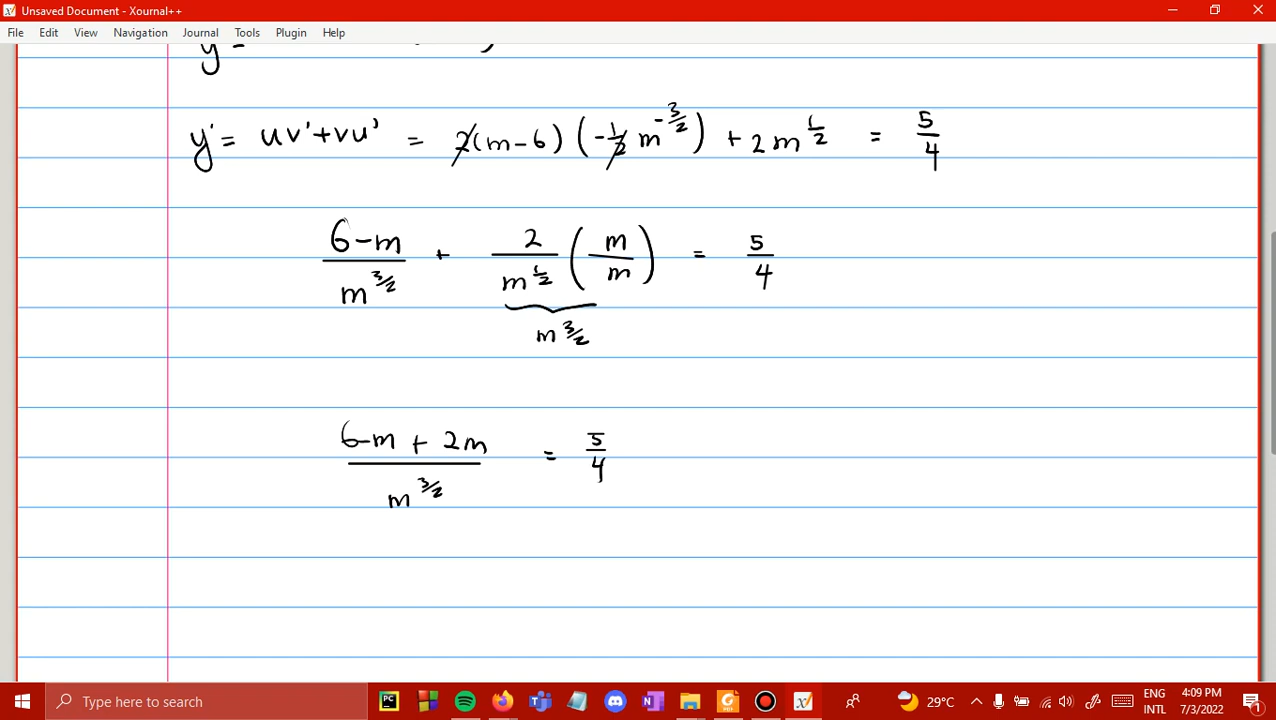 Unsaved Document - Xournal++
File Edit View Navigation Journal Tools Plugin Help
y' =
y' = uv' + vu' = 2(m-6) (-1/2 m^{-3/2}) + 2m^{1/2} = 5/4
6-m / m^{3/2} + 2 / m^{1/2} (m/m) = 5/4
m^{3/2}
6-m + 2m / m^{3/2} = 5/4
Type here to search
29°C
ENG
INTL
4:09 PM
7/3/2022